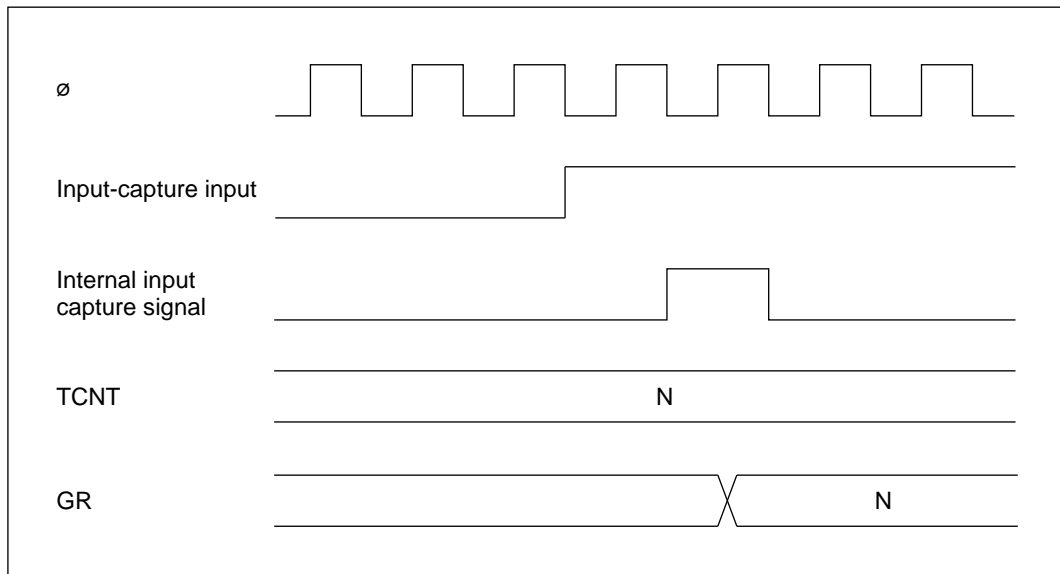 ø
Input-capture input
Internal input
capture signal
TCNT
N
GR
N